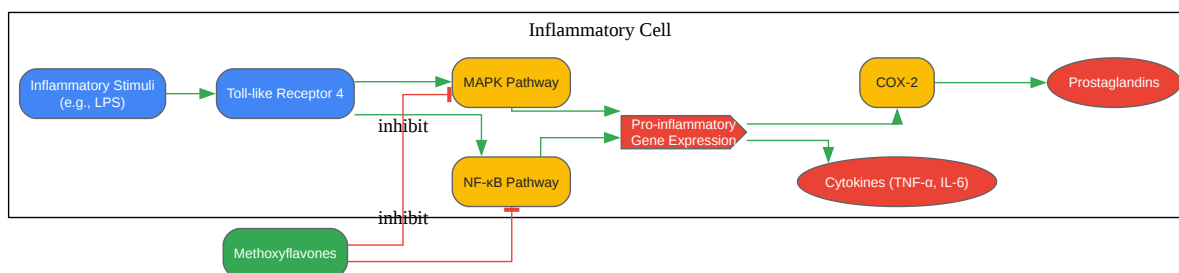 Inflammatory Cell
Inflammatory Stimuli
(e.g., LPS)
Toll-like Receptor 4
MAPK Pathway
COX-2
Prostaglandins
inhibit
Pro-inflammatory
Gene Expression
NF-κB Pathway
Cytokines (TNF-α, IL-6)
inhibit
Methoxyflavones